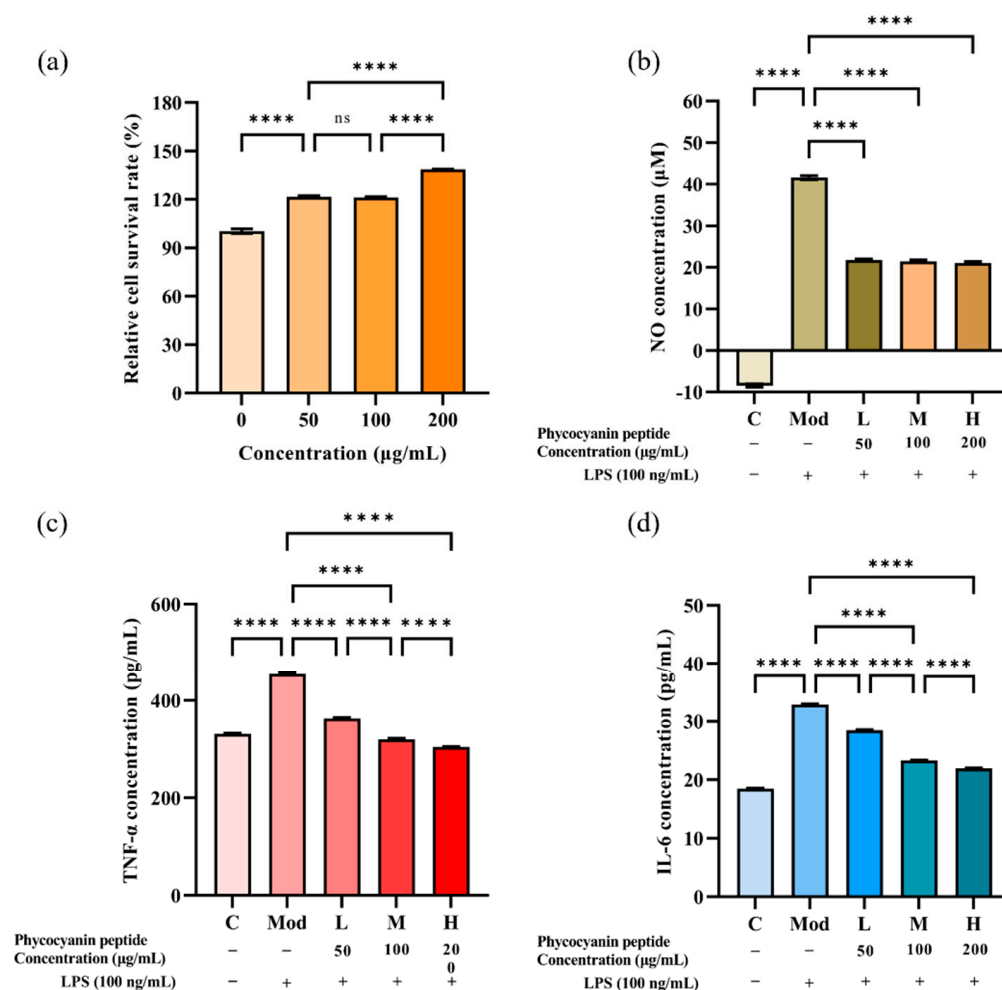 (a)
****
****
ns
****
180
150
120
90
60
30
0
Relative cell survival rate (%)
0 50 100 200
Concentration (μg/mL)
(b)
****
**** ****
****
60
50
40
30
20
10
0
-10
NO concentration (μM)
C Mod L M H
Phycocyanin peptide
Concentration (μg/mL) – – 50 100 200
LPS (100 ng/mL) – + + + +
(c)
****
****
**** **** **** ****
600
400
200
0
TNF-α concentration (pg/mL)
C Mod L M H
Phycocyanin peptide
Concentration (μg/mL) – – 50 100 20
0
LPS (100 ng/mL) – + + + +
(d)
****
****
**** **** **** ****
50
40
30
20
10
0
IL-6 concentration (pg/mL)
C Mod L M H
Phycocyanin peptide
Concentration (μg/mL) – – 50 100 200
LPS (100 ng/mL) – + + + +